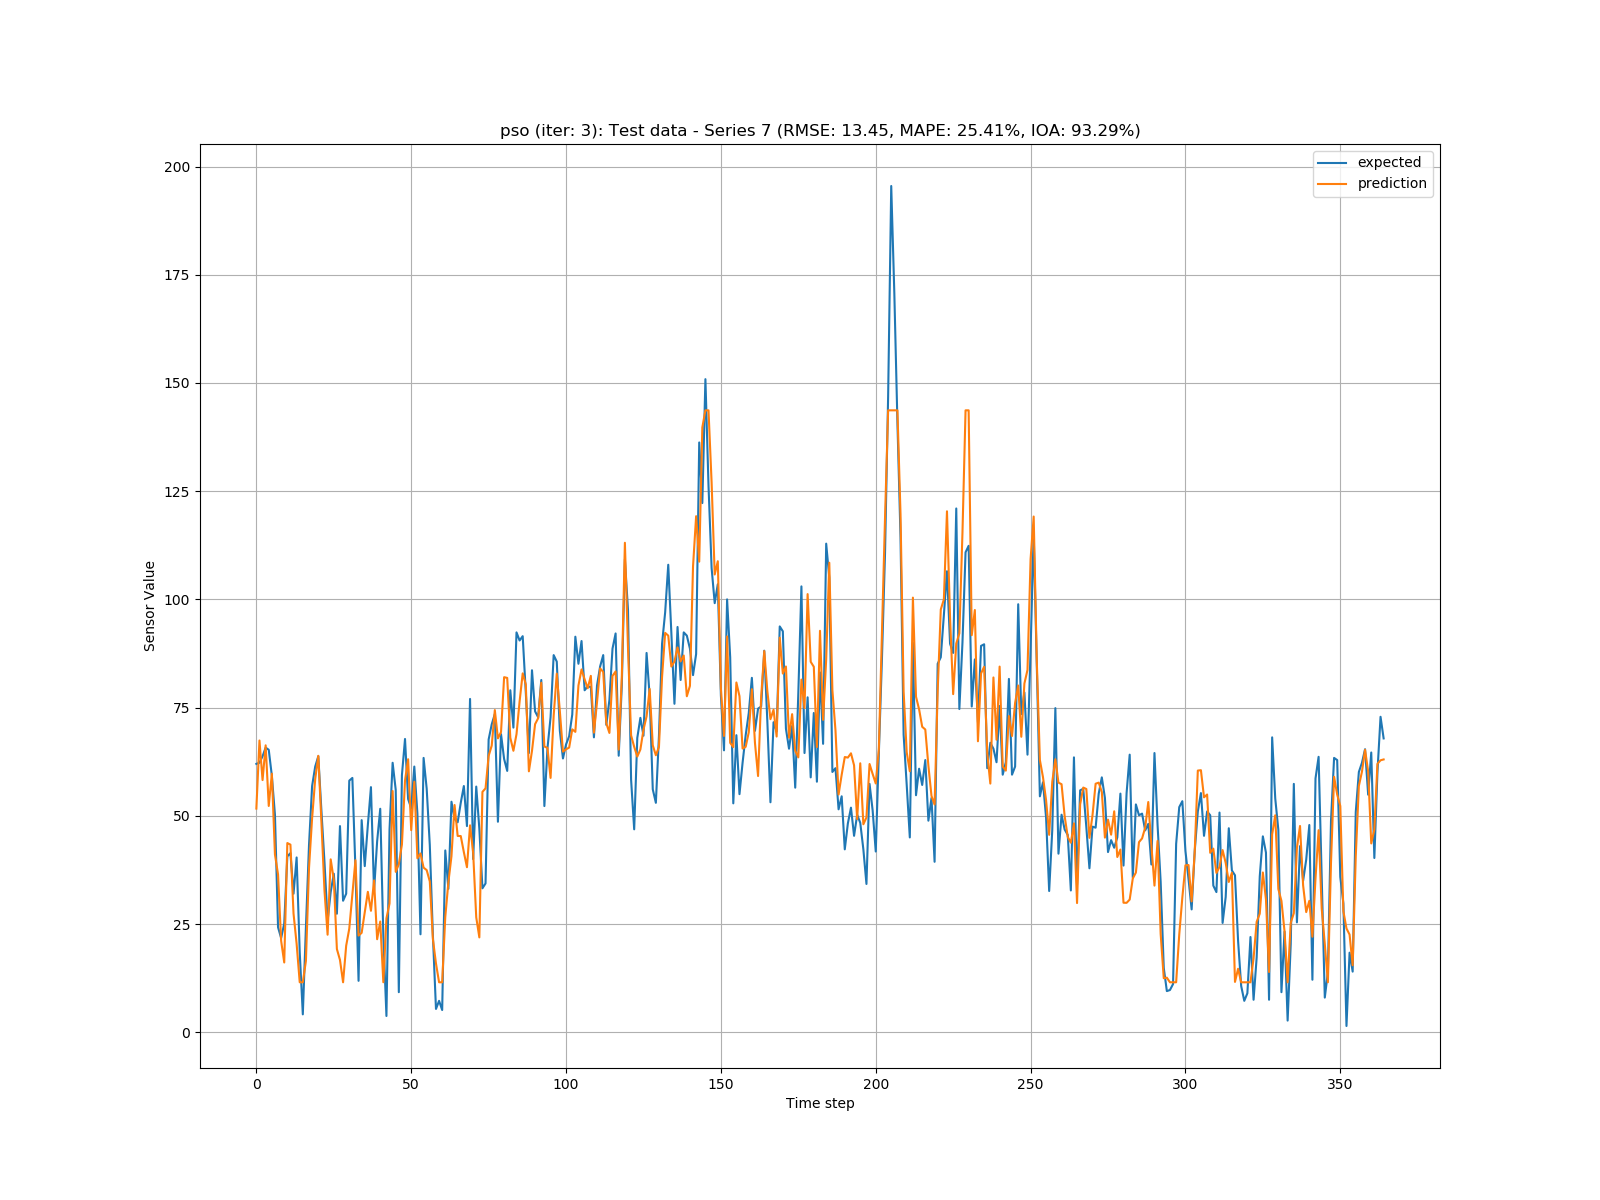 pso (iter: 3): Test data - Series 7 (RMSE: 13.45, MAPE: 25.41%, IOA: 93.29%)
expected
prediction
200
175
150
125
100
75
50
25
0
Sensor Value
0 50 100 150 200 250 300 350
Time step